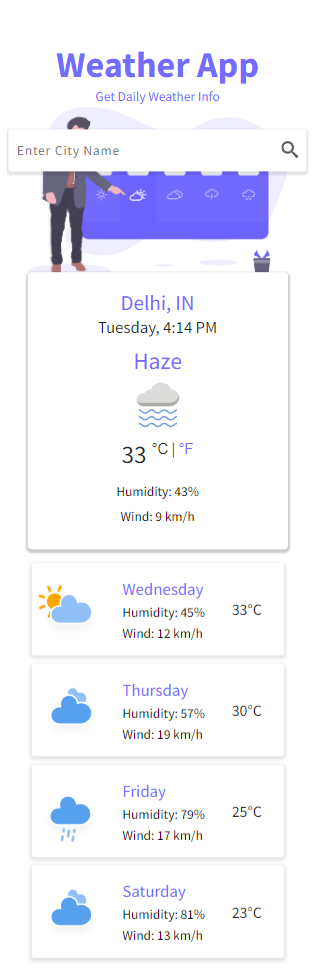 Weather App
Get Daily Weather Info
Enter City Name
Delhi, IN
Tuesday, 4:14 PM
Haze
33 °C | °F
Humidity: 43%
Wind: 9 km/h
Wednesday
Humidity: 45%
Wind: 12 km/h
33°C
Thursday
Humidity: 57%
Wind: 19 km/h
30°C
Friday
Humidity: 79%
Wind: 17 km/h
25°C
Saturday
Humidity: 81%
Wind: 13 km/h
23°C